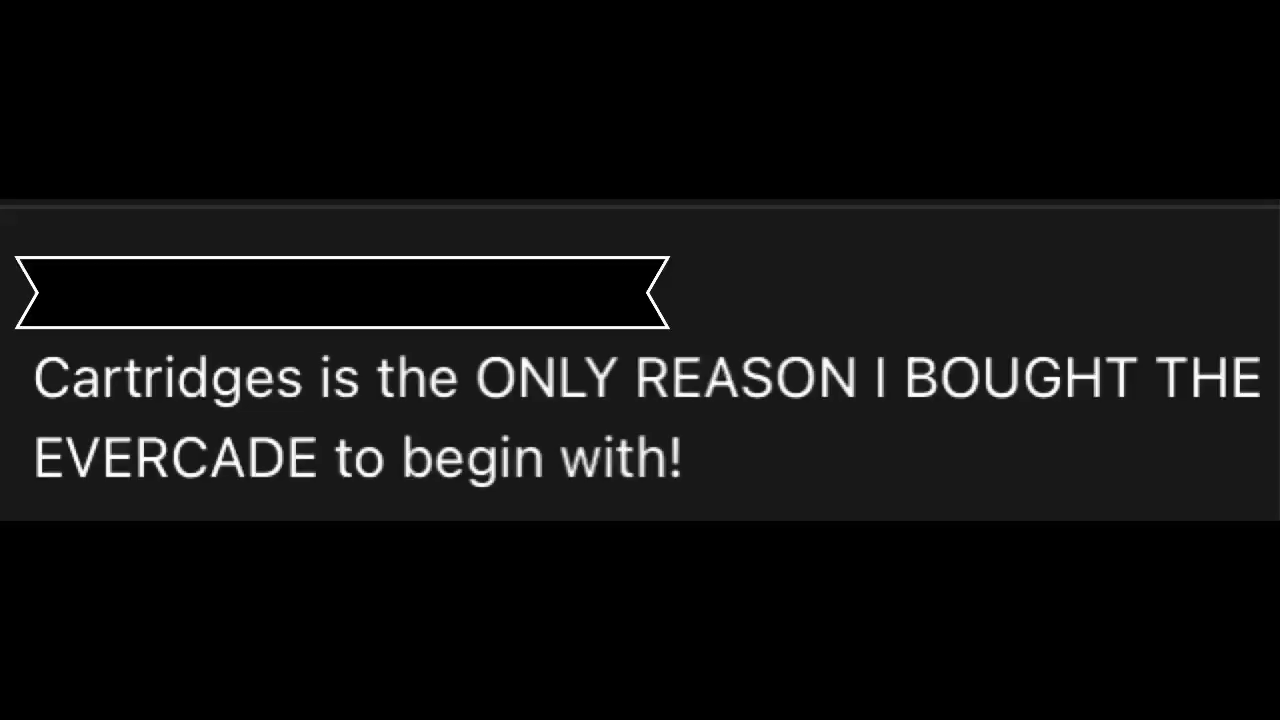 Cartridges is the ONLY REASON I BOUGHT THE
EVERCADE to begin with!